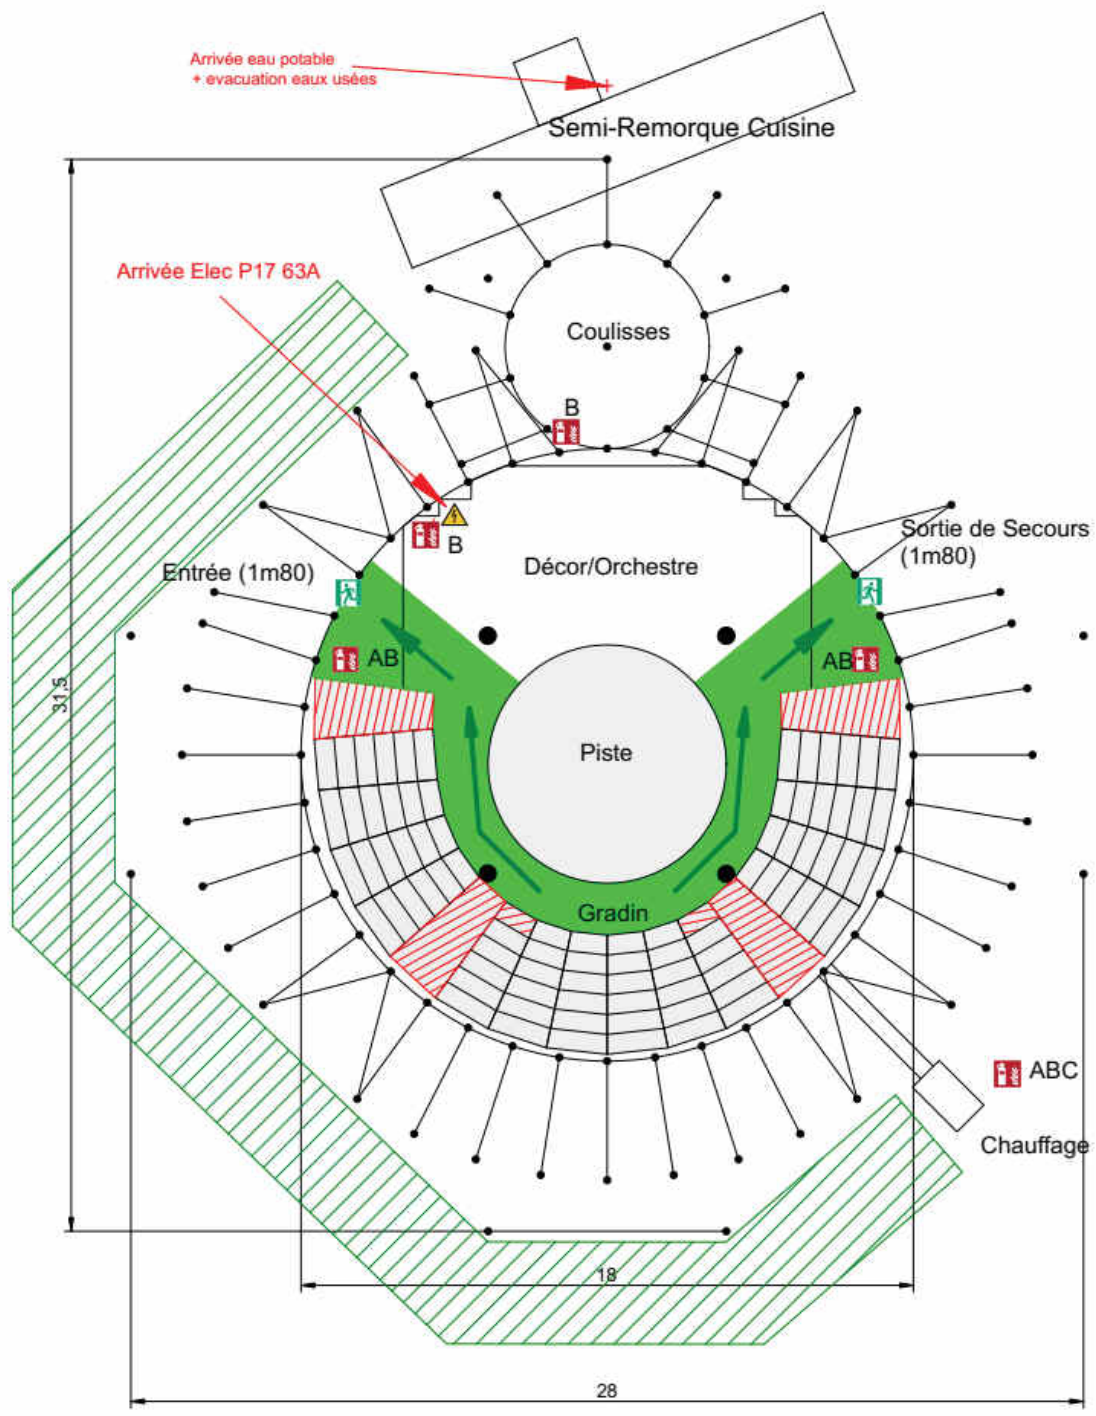 Arrivée eau potable
+ evacuation eaux usées
Semi-Remorque Cuisine
Arrivée Elec P17 63A
Coulisses
B
B
Sortie de Secours
(1m80)
Entrée (1m80)
Décor/Orchestre
AB
AB
31,5
Piste
Gradin
ABC
Chauffage
18
28